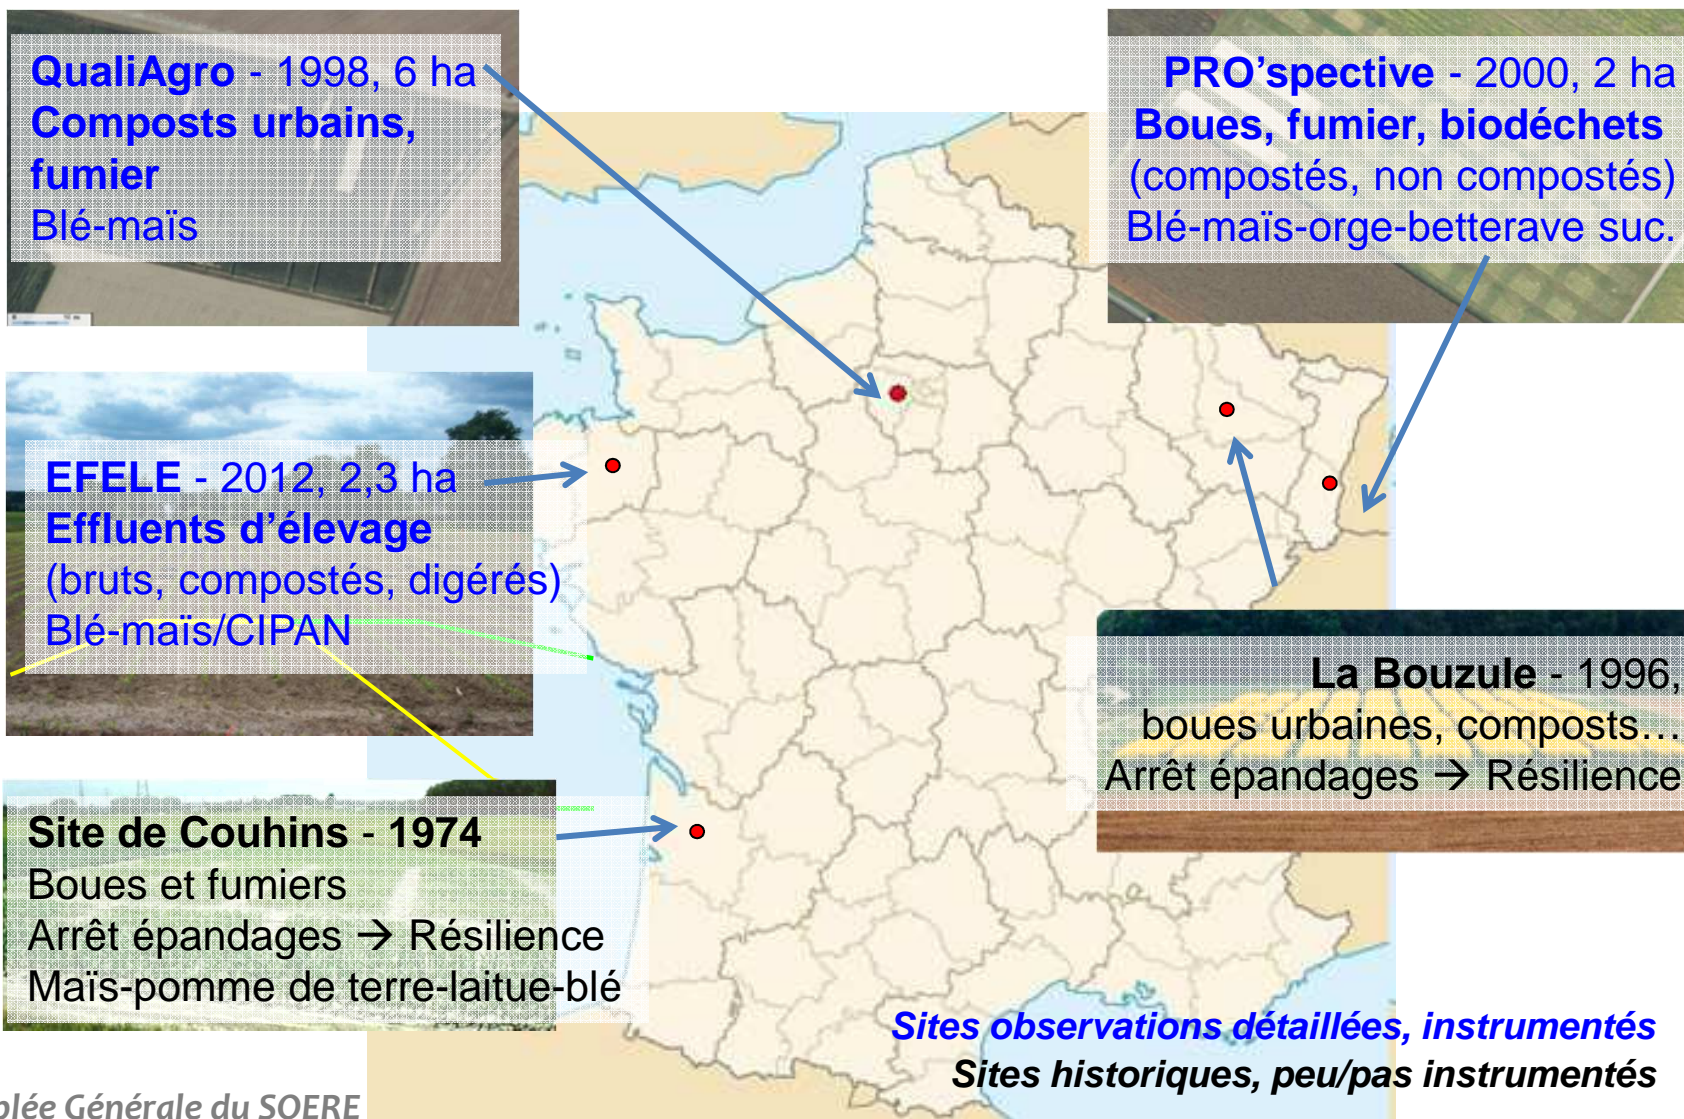 QualiAgro - 1998, 6 ha
Composts urbains,
fumier
Blé-maïs
PRO'spective - 2000, 2 ha
Boues, fumier, biodéchets
(compostés, non compostés)
Blé-maïs-orge-betterave suc.
EFELE - 2012, 2,3 ha
Effluents d'élevage
(bruts, compostés, digérés)
Blé-maïs/CIPAN
La Bouzule - 1996,
boues urbaines, composts…
Arrêt épandages → Résilience
Site de Couhins - 1974
Boues et fumiers
Arrêt épandages → Résilience
Maïs-pomme de terre-laitue-blé
Sites observations détaillées, instrumentés
Sites historiques, peu/pas instrumentés
blée Générale du SOERE